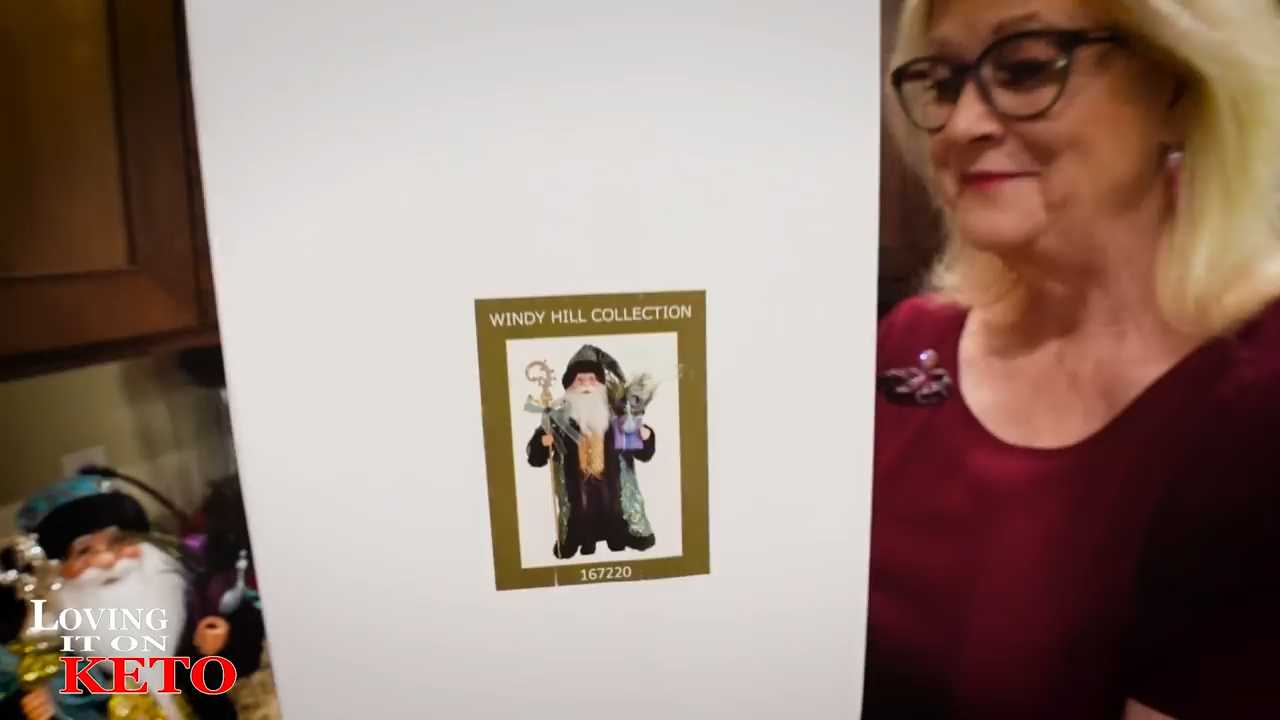 WINDY HILL COLLECTION
167220
LOVING
IT ON
KETO